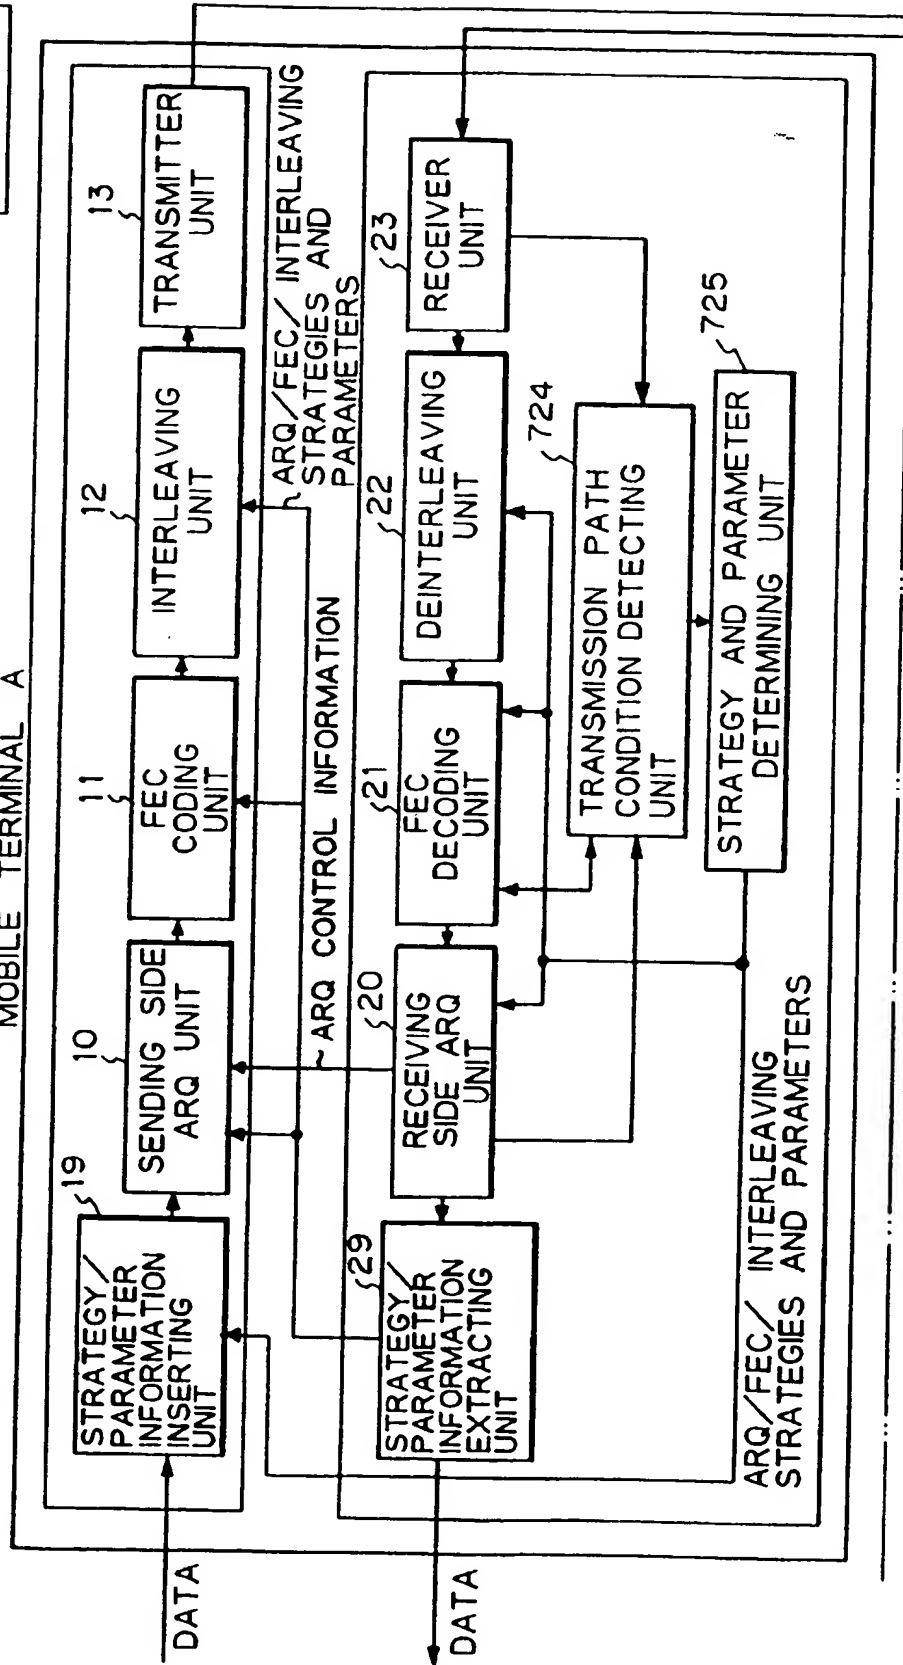 MOBILE TERMINAL A
DATA
19
STRATEGY/
PARAMETER
INFORMATION
INSERTING
UNIT
10
SENDING SIDE
ARQ UNIT
11
FEC
CODING
UNIT
12
INTERLEAVING
UNIT
13
TRANSMITTER
UNIT
ARQ/FEC/ INTERLEAVING
STRATEGIES AND
PARAMETERS
ARQ CONTROL INFORMATION
DATA
29
STRATEGY/
PARAMETER
INFORMATION
EXTRACTING
UNIT
20
RECEIVING
SIDE ARQ
UNIT
21
FEC
DECODING
UNIT
22
DEINTERLEAVING
UNIT
23
RECEIVER
UNIT
724
TRANSMISSION PATH
CONDITION DETECTING
UNIT
725
STRATEGY AND PARAMETER
DETERMINING UNIT
ARQ/FEC/ INTERLEAVING
STRATEGIES AND PARAMETERS